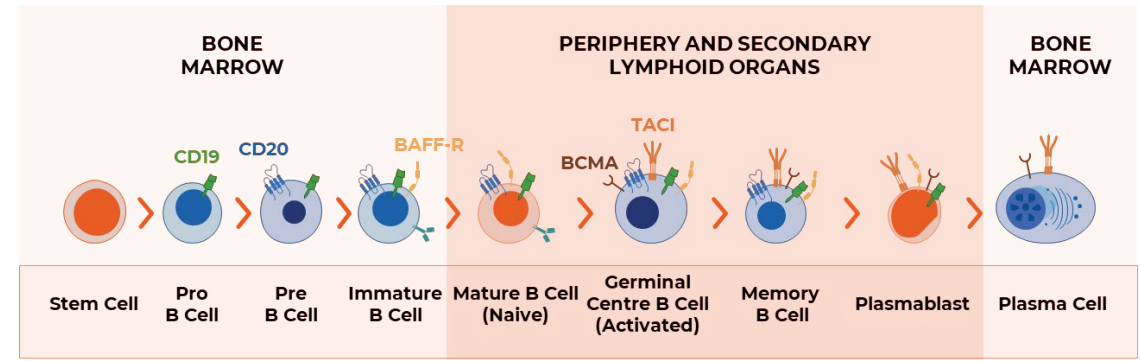 BONE
MARROW
PERIPHERY AND SECONDARY
LYMPHOID ORGANS
BONE
MARROW
CD19
CD20
BAFF-R
BCMA
TACI
Stem Cell
Pro
B Cell
Pre
B Cell
Immature
B Cell
Mature B Cell
(Naive)
Germinal
Centre B Cell
(Activated)
Memory
B Cell
Plasmablast
Plasma Cell